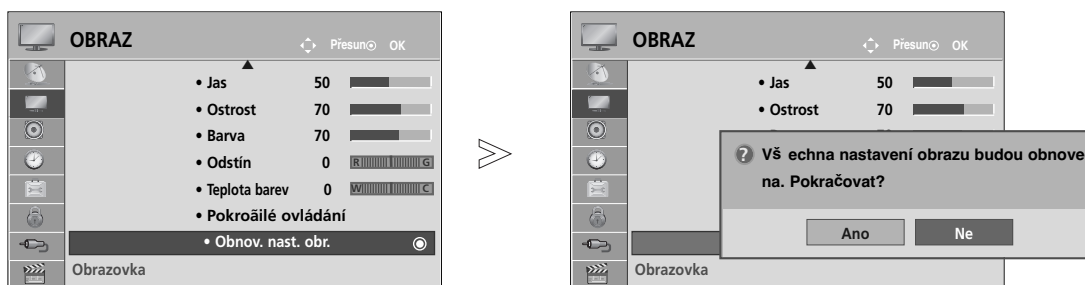 OBRAZ
Přesun OK
• Jas 50
• Ostrost 70
• Barva 70
• Odstín 0 R G
• Teplota barev 0 W C
• Pokroãilé ovládání
• Obnov. nast. obr.
Obrazovka
OBRAZ
Přesun OK
• Jas 50
• Ostrost 70
? Vš echna nastavení obrazu budou obnove
na. Pokračovat?
Ano Ne
Obrazovka